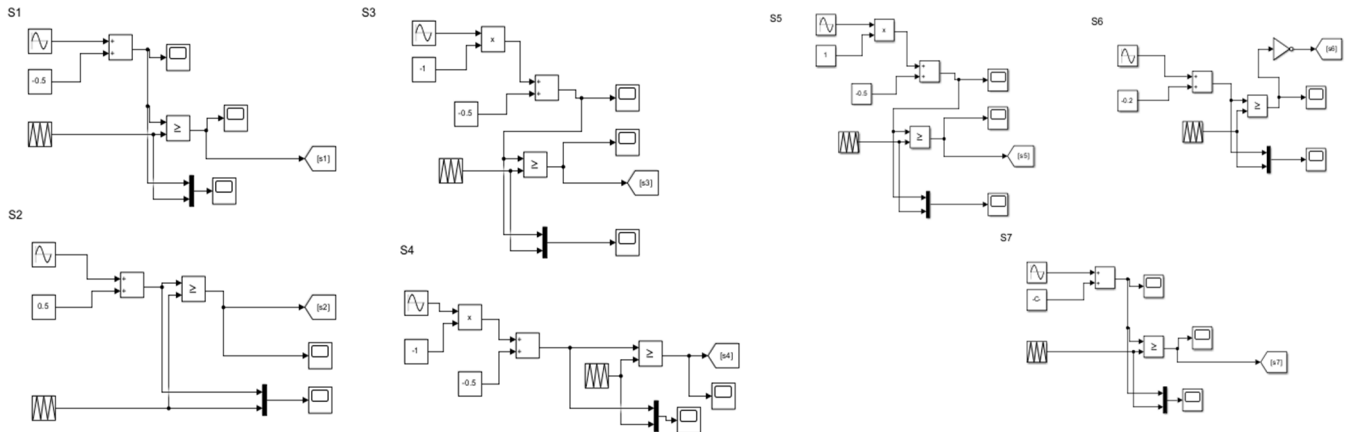 S1
+
+
-0.5
≥
[s1]
S2
+
+
0.5
≥
[s2]
S3
x
-1
+
+
-0.5
≥
[s3]
S4
x
-1
+
+
-0.5
≥
[s4]
S5
x
1
+
+
-0.5
≥
[s5]
S6
+
+
-0.2
≥
[s6]
S7
+
+
-C-
≥
[s7]